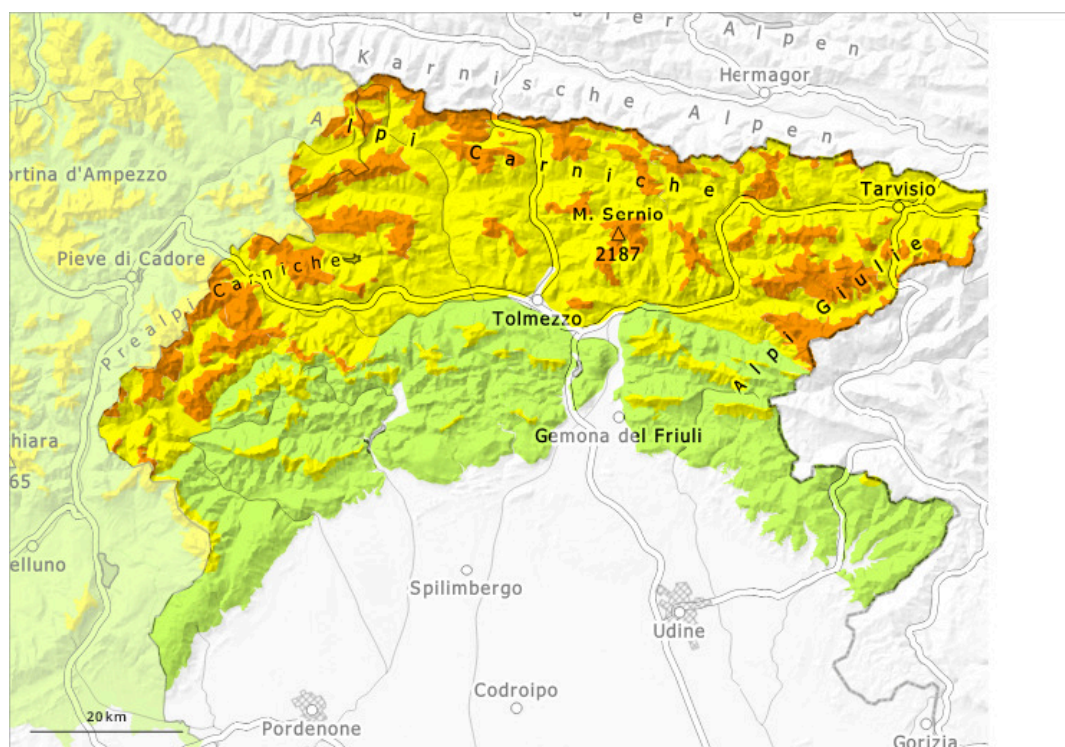 Alpen
Karnische Alpen
Hermagor
Alpi Carniche
ortina d'Ampezzo
Tarvisio
M. Sernio
2187
Pieve di Cadore
Prealpi Carniche
Alpi Giulie
Tolmezzo
hiara
65
Gemona del Friuli
elluno
Spilimbergo
Udine
Codroipo
20 km
Pordenone
Gorizia